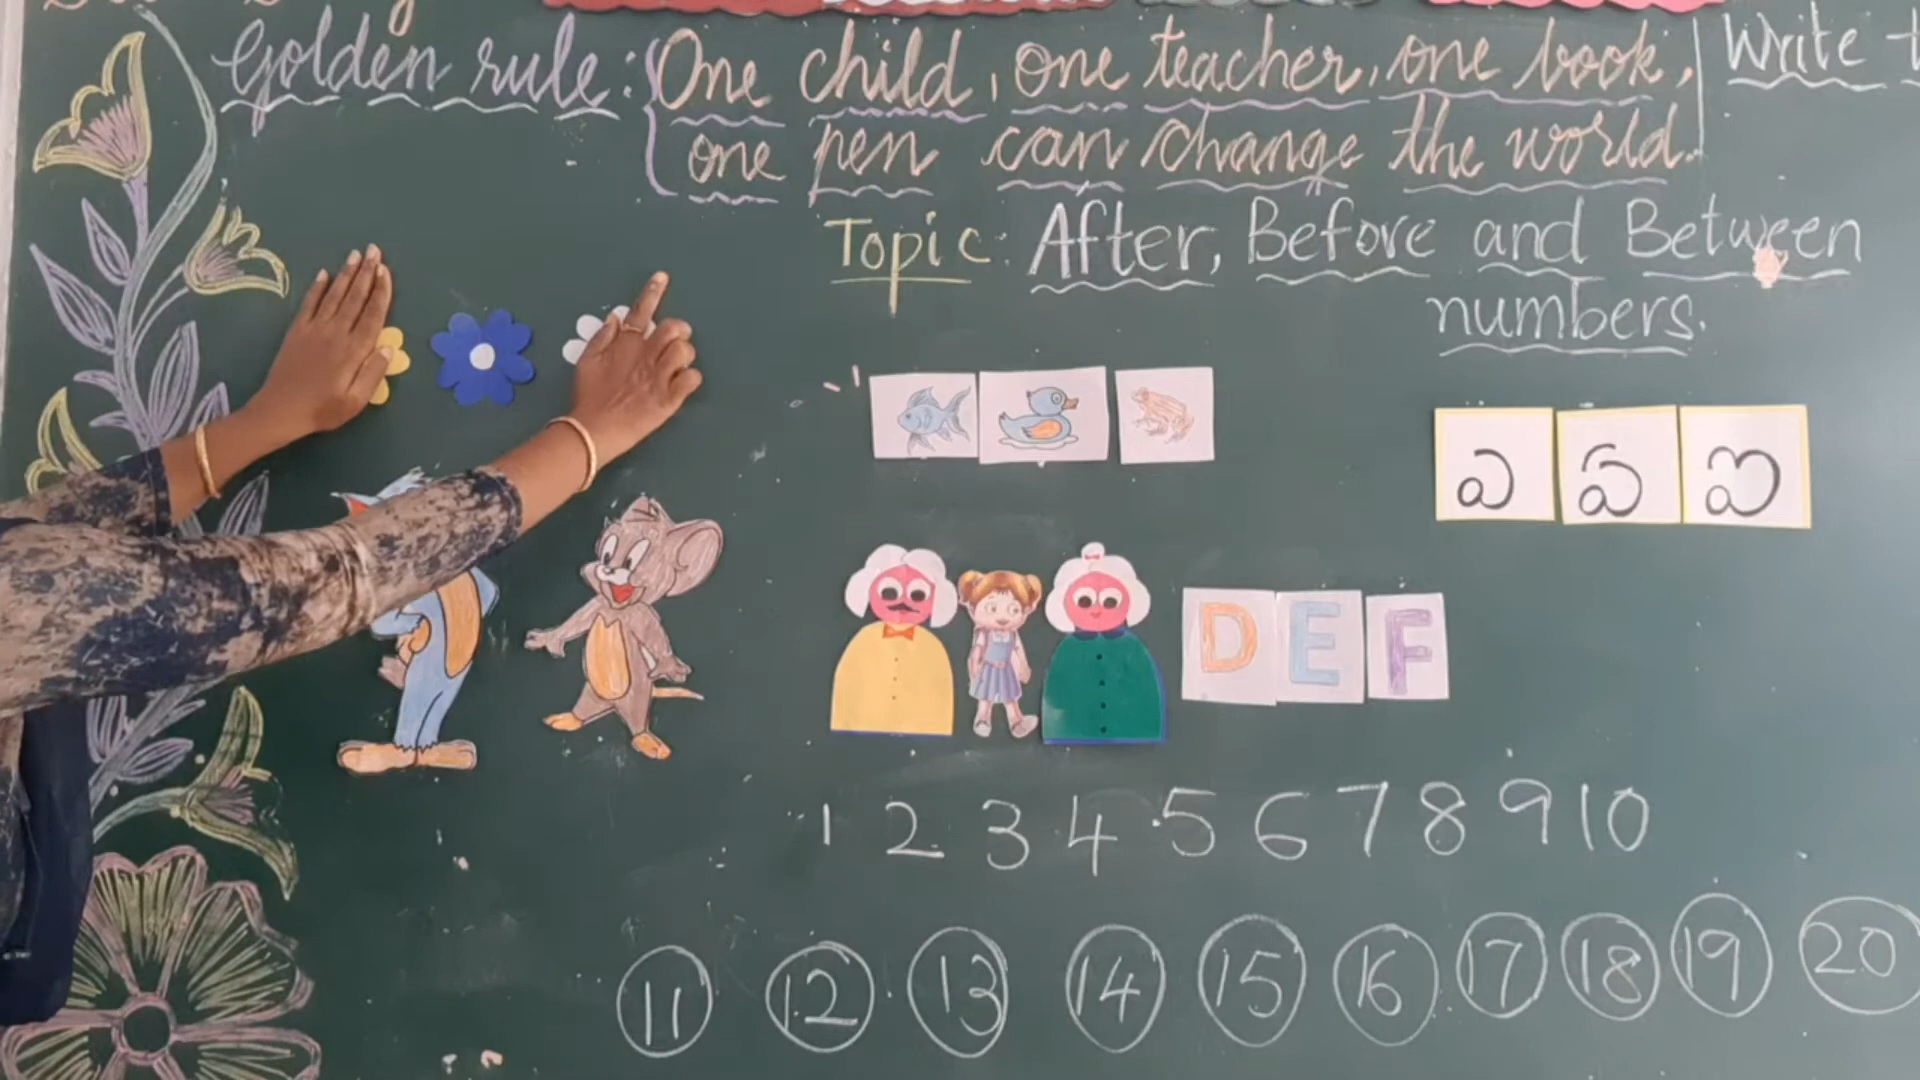 Golden rule: One child, one teacher, one book,
one pen can change the world.
Write
Topic: After, Before and Between
numbers.
ఎ ఏ ఐ
D E F
1 2 3 4 5 6 7 8 9 10
11 12 13 14 15 16 17 18 19 20